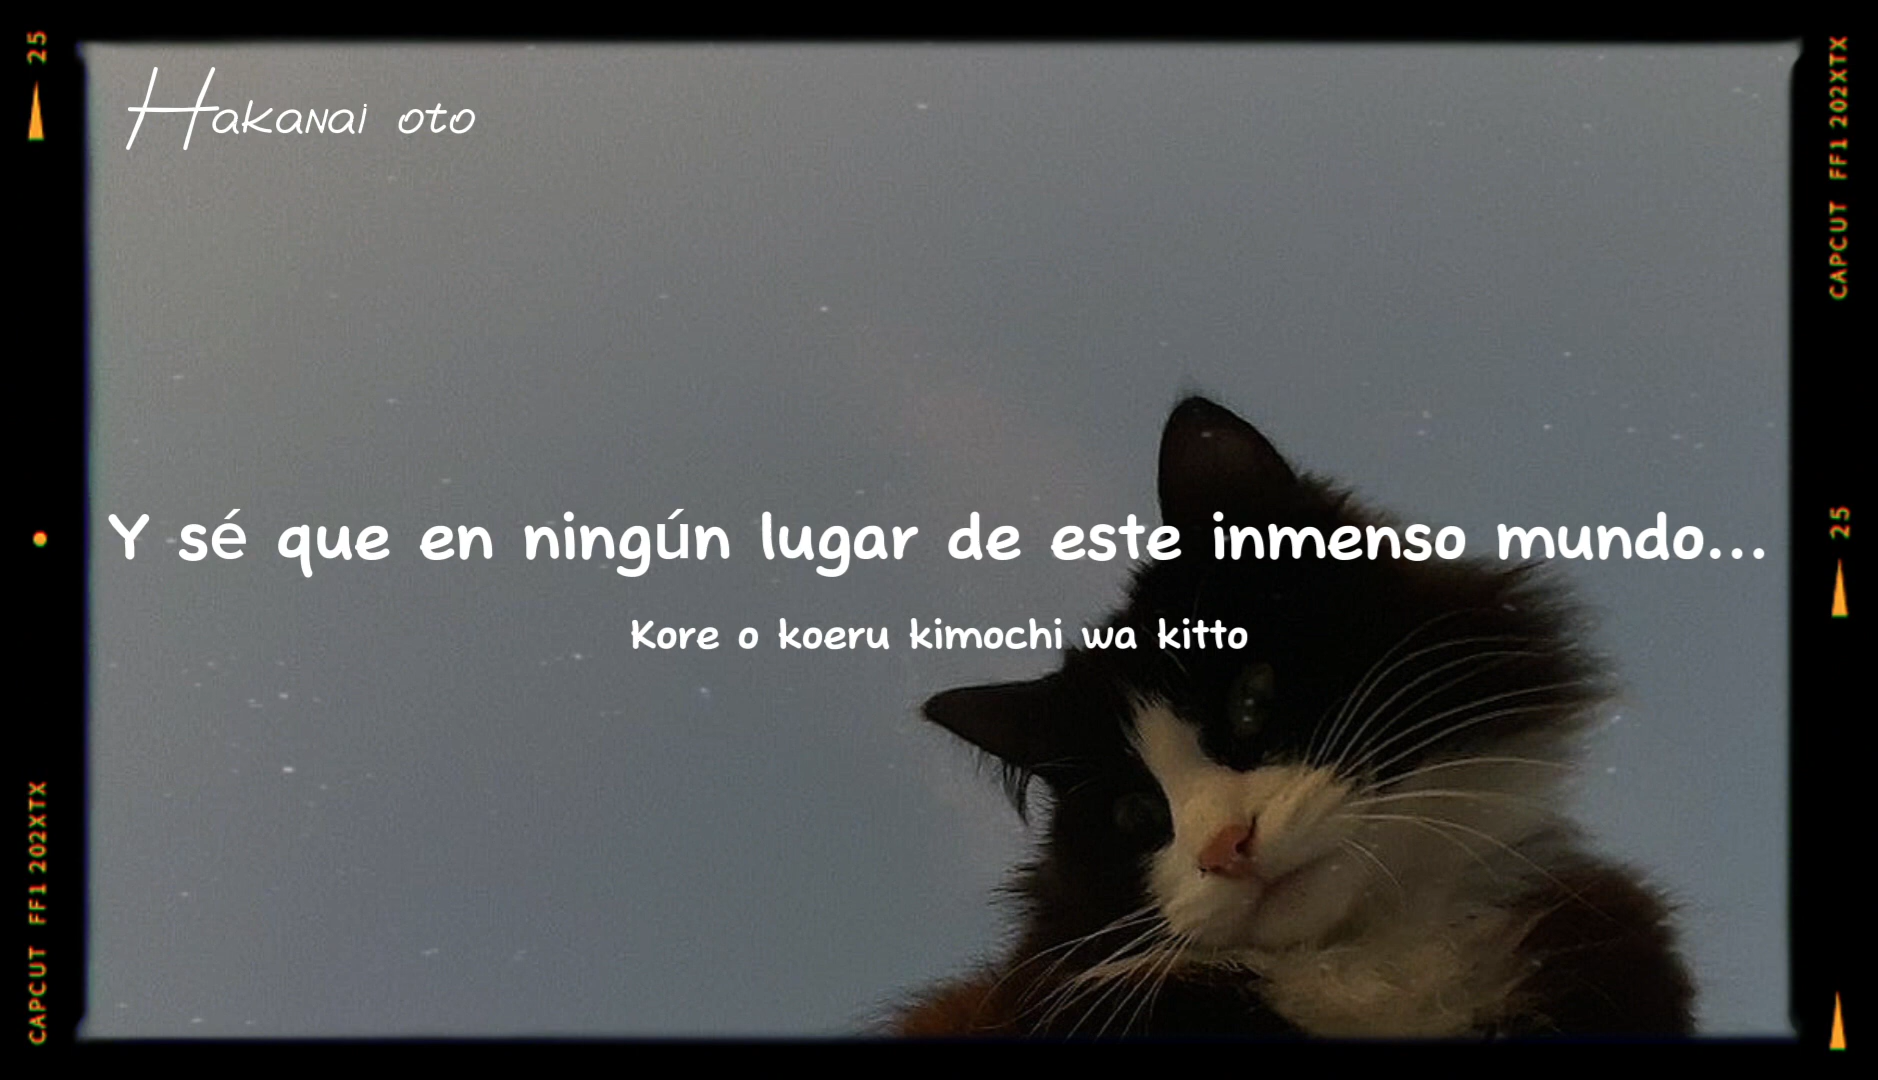 25
CAPCUT FF1 202XTX
Hakanai oto
Y sé que en ningún lugar de este inmenso mundo...
Kore o koeru kimochi wa kitto
CAPCUT FF1 202XTX
25